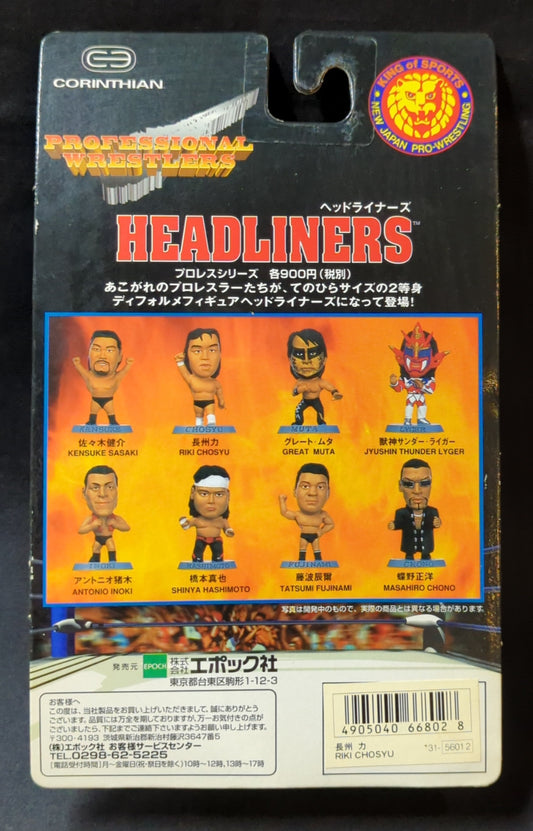 CORINTHIAN
KING of SPORTS
NEW JAPAN PRO-WRESTLING
PROFESSIONAL
WRESTLERS
ヘッドライナーズ
HEADLINERS™
プロレスシリーズ 各900円(税別)
あこがれのプロレスラーたちが、てのひらサイズの2等身
ディフォルメフィギュアヘッドライナーズになって登場!
KENSUKE CHOSYU MUTA LYGER
佐々木健介 長州力 グレート・ムタ 獣神サンダー・ライガー
KENSUKE SASAKI RIKI CHOSYU GREAT MUTA JYUSHIN THUNDER LYGER
INOKI HASHIMOTO FUJINAMI CHONO
アントニオ猪木 橋本真也 藤波辰爾 蝶野正洋
ANTONIO INOKI SHINYA HASHIMOTO TATSUMI FUJINAMI MASAHIRO CHONO
写真は開発中のもので、実際の商品とは異なる場合があります。
発売元 EPOCH 株式会社エポック社
東京都台東区駒形1-12-3
お客様へ
この度は、当社製品をお買い上げいただきまして、誠にありがとう
ございます。品質には万全を期しておりますが、万一お気付きの点が
ございましたら、下記までご連絡下さいますようお願い申し上げます。
〒300-4193 茨城県新治郡新治村藤沢3647番5
(株)エポック社 お客様サービスセンター
TEL.0298-62-5225
[電話受付時間]月〜金曜日(祝・祭日を除く)10時〜12時,13時〜17時
4905040 66802 8
長州 力 *31- 56012
RIKI CHOSYU